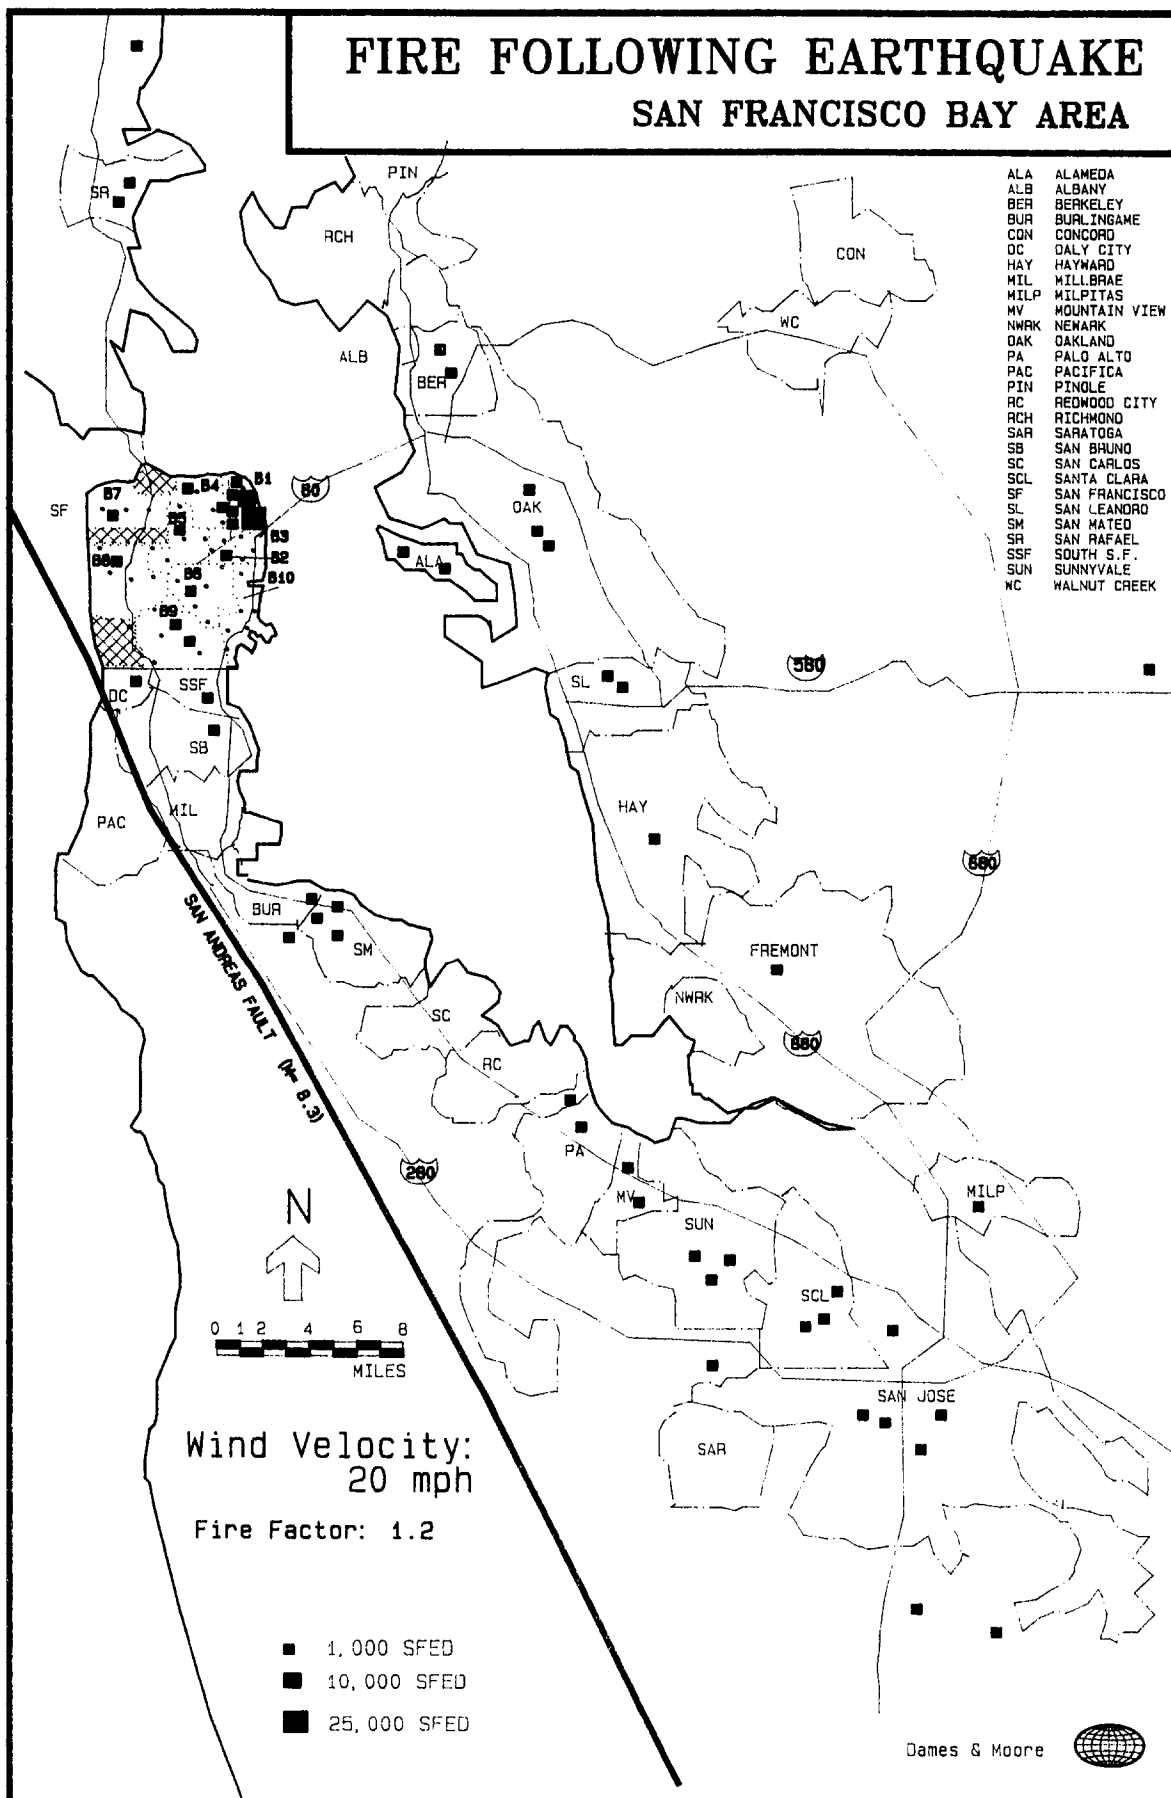 FIRE FOLLOWING EARTHQUAKE
SAN FRANCISCO BAY AREA
ALA ALAMEDA
ALB ALBANY
BER BERKELEY
BUR BURLINGAME
CON CONCORD
DC DALY CITY
HAY HAYWARD
MIL MILLBRAE
MILP MILPITAS
MV MOUNTAIN VIEW
NWRK NEWARK
OAK OAKLAND
PA PALO ALTO
PAC PACIFICA
PIN PINOLE
RC REDWOOD CITY
RCH RICHMOND
SAR SARATOGA
SB SAN BRUNO
SC SAN CARLOS
SCL SANTA CLARA
SF SAN FRANCISCO
SL SAN LEANDRO
SM SAN MATEO
SR SAN RAFAEL
SSF SOUTH S.F.
SUN SUNNYVALE
WC WALNUT CREEK
PIN
SR
RCH
CON
WC
ALB
BER
B7
B4
B1
80
SF
OAK
B5
B3
B2
ALA
B8
B6
B10
B9
580
SL
DC
SSF
SB
HAY
MIL
PAC
680
BUR
SM
FREMONT
NWRK
SC
RC
SAN ANDREAS FAULT (M= 8.3)
PA
280
MV
MILP
N
SUN
SCL
0 1 2 4 6 8
MILES
SAN JOSE
SAR
Wind Velocity:
20 mph
Fire Factor: 1.2
1,000 SFED
10,000 SFED
25,000 SFED
Dames & Moore